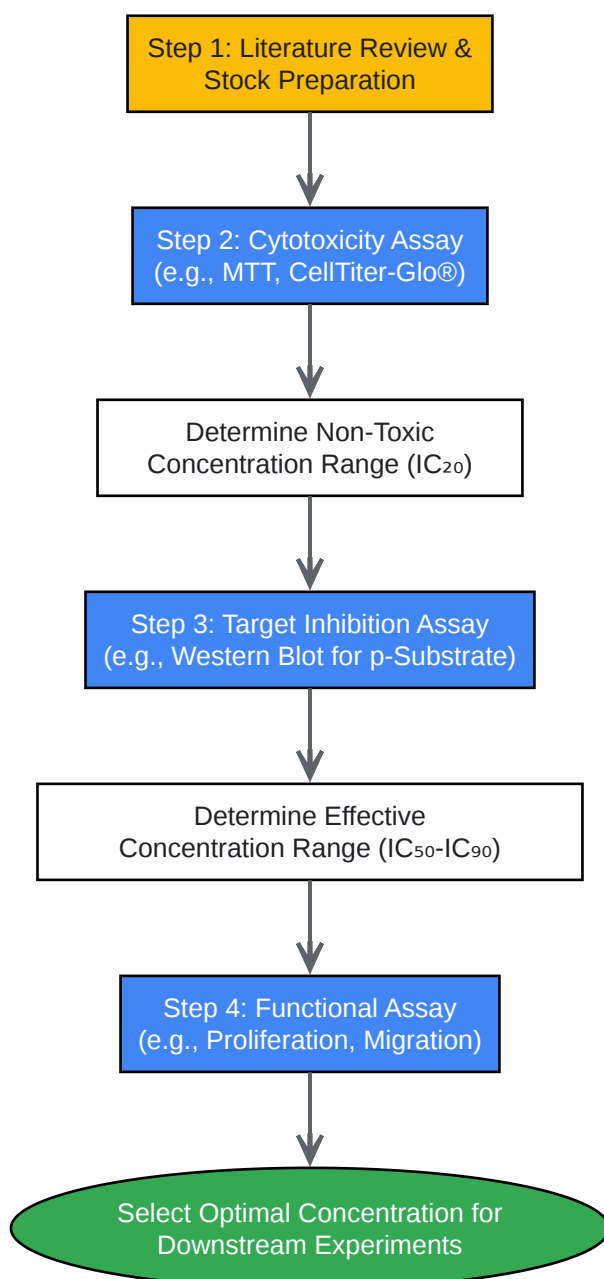 Step 1: Literature Review &
Stock Preparation
Step 2: Cytotoxicity Assay
(e.g., MTT, CellTiter-Glo®)
Determine Non-Toxic
Concentration Range (IC₂₀)
Step 3: Target Inhibition Assay
(e.g., Western Blot for p-Substrate)
Determine Effective
Concentration Range (IC₅₀-IC₉₀)
Step 4: Functional Assay
(e.g., Proliferation, Migration)
Select Optimal Concentration for
Downstream Experiments